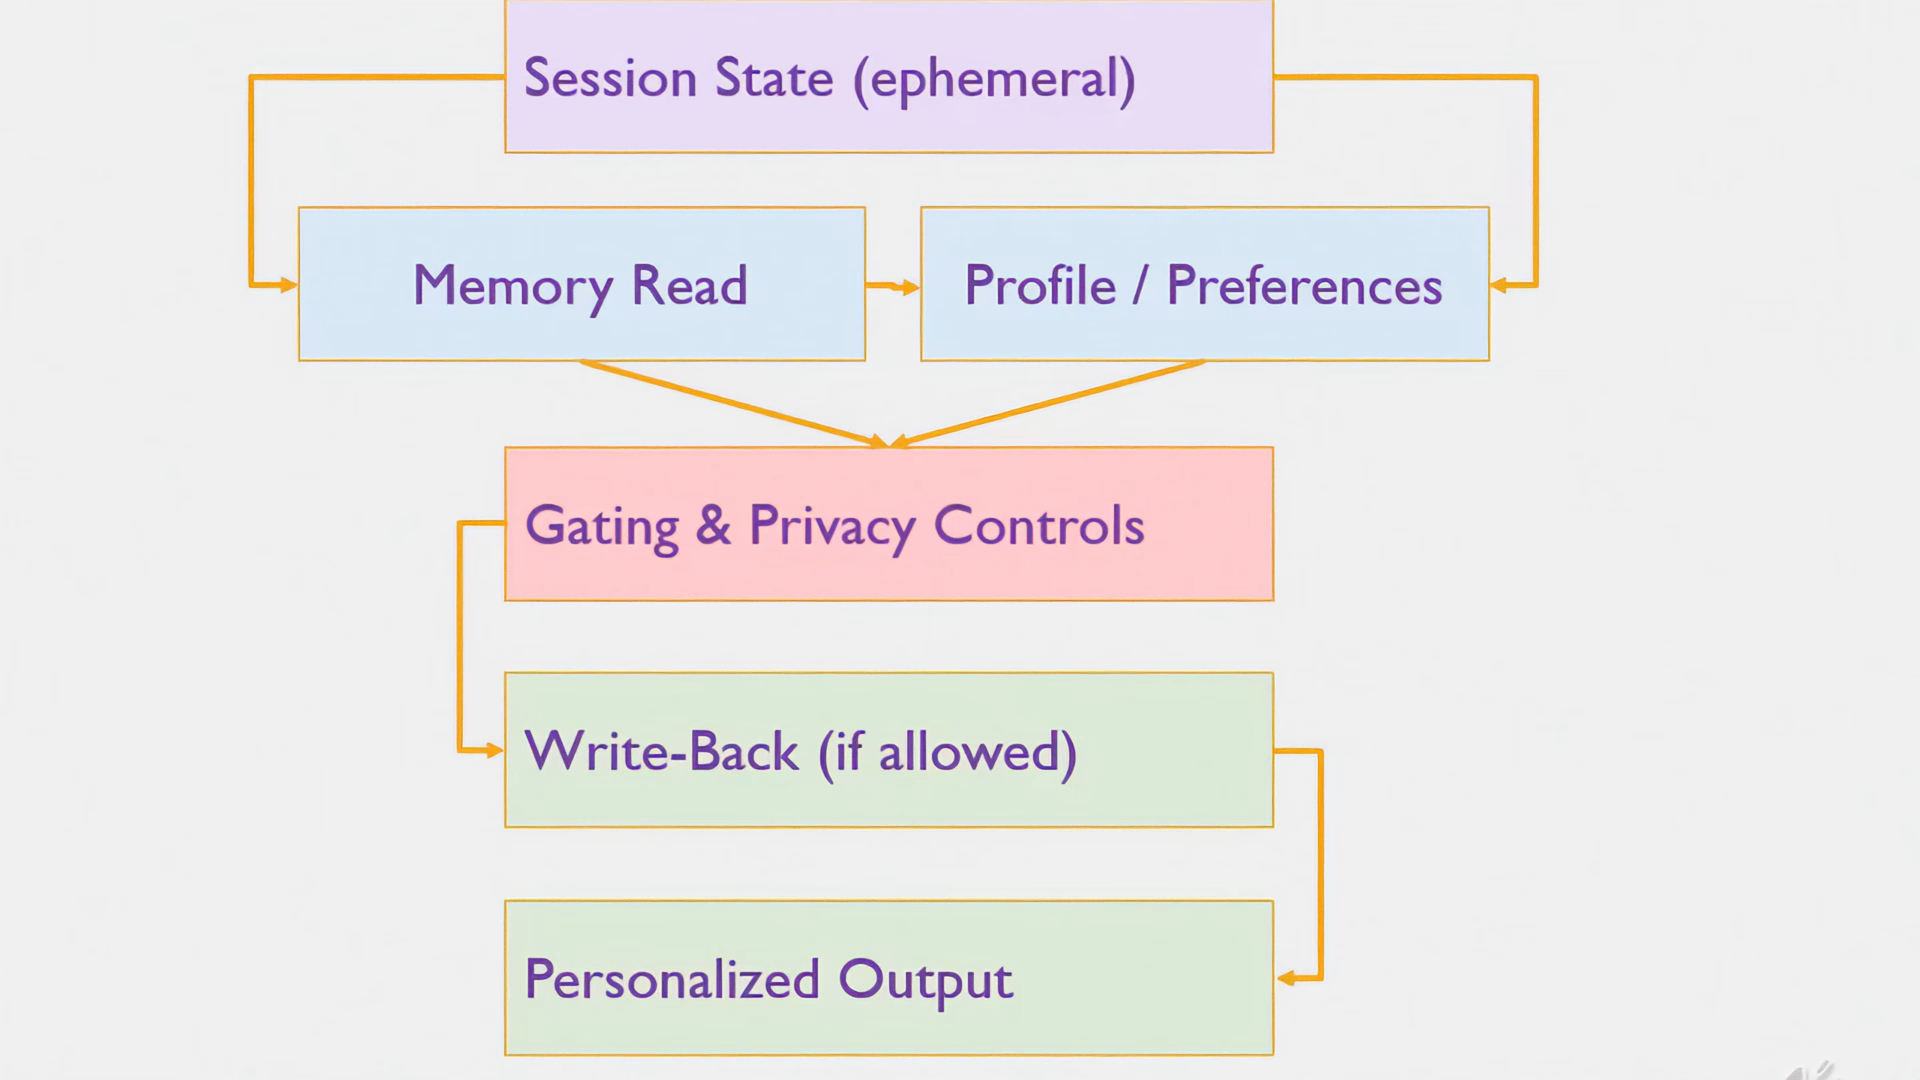 Session State (ephemeral)
Memory Read
Profile / Preferences
Gating & Privacy Controls
Write-Back (if allowed)
Personalized Output